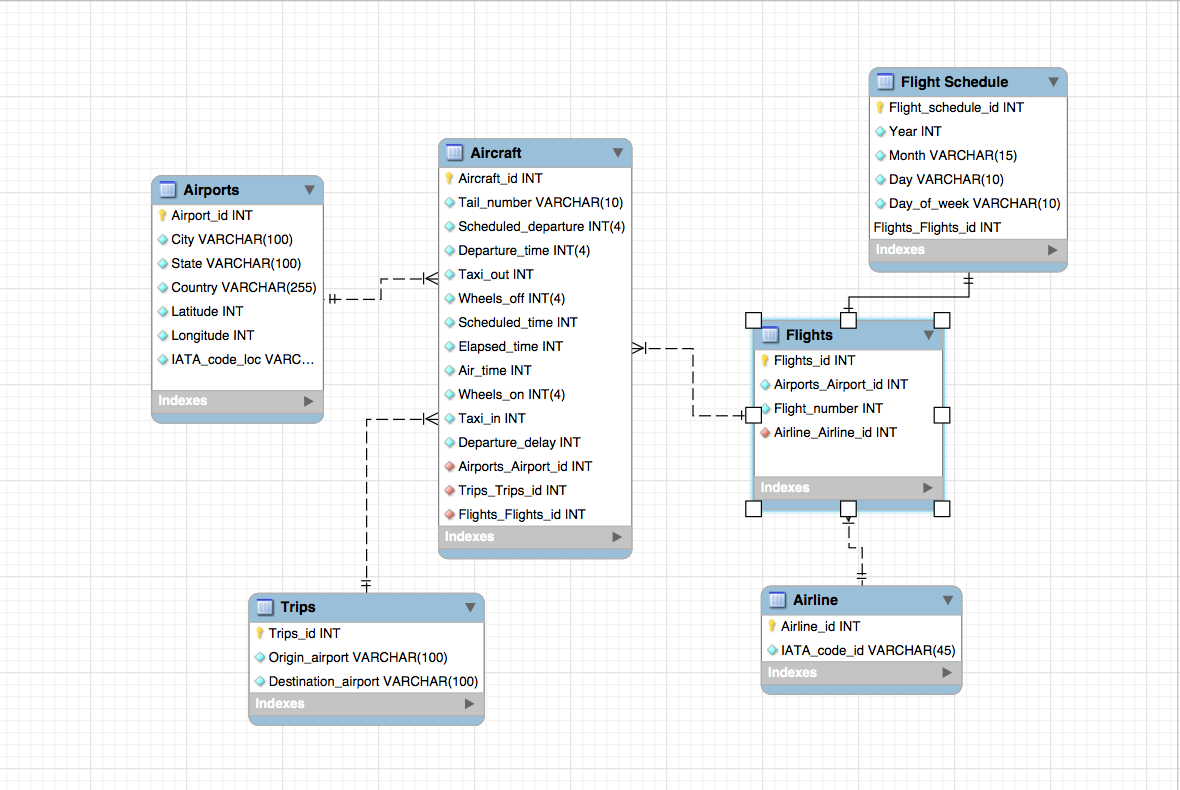 Flight Schedule
Flight_schedule_id INT
Year INT
Month VARCHAR(15)
Day VARCHAR(10)
Day_of_week VARCHAR(10)
Flights_Flights_id INT
Indexes
Aircraft
Aircraft_id INT
Tail_number VARCHAR(10)
Scheduled_departure INT(4)
Departure_time INT(4)
Taxi_out INT
Wheels_off INT(4)
Scheduled_time INT
Elapsed_time INT
Air_time INT
Wheels_on INT(4)
Taxi_in INT
Departure_delay INT
Airports_Airport_id INT
Trips_Trips_id INT
Flights_Flights_id INT
Indexes
Airports
Airport_id INT
City VARCHAR(100)
State VARCHAR(100)
Country VARCHAR(255)
Latitude INT
Longitude INT
IATA_code_loc VARC...
Indexes
Flights
Flights_id INT
Airports_Airport_id INT
Flight_number INT
Airline_Airline_id INT
Indexes
Trips
Trips_id INT
Origin_airport VARCHAR(100)
Destination_airport VARCHAR(100)
Indexes
Airline
Airline_id INT
IATA_code_id VARCHAR(45)
Indexes